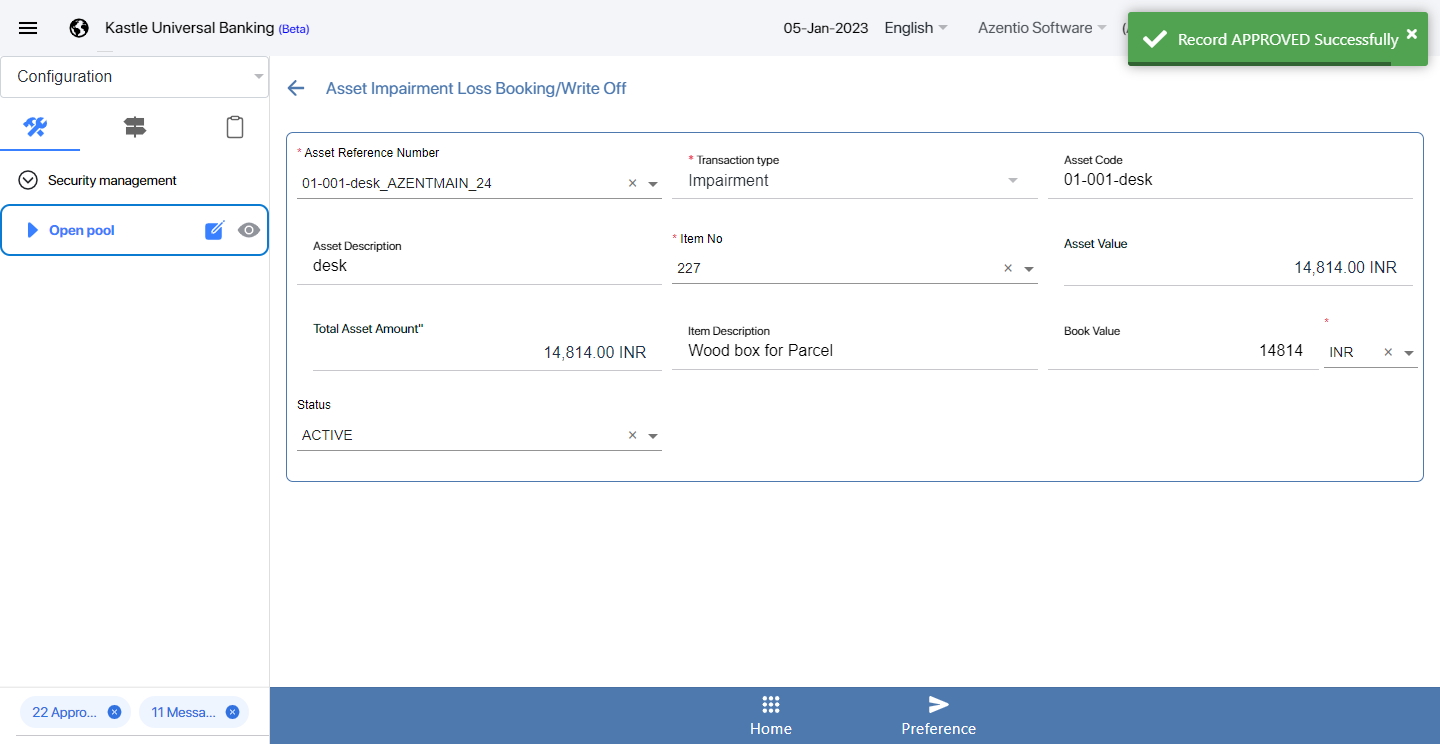 Kastle Universal Banking (Beta)
05-Jan-2023
English
Azentio Software
Record APPROVED Successfully
Configuration
Asset Impairment Loss Booking/Write Off
Security management
Open pool
* Asset Reference Number
01-001-desk_AZENTMAIN_24
* Transaction type
Impairment
Asset Code
01-001-desk
Asset Description
desk
* Item No
227
Asset Value
14,814.00 INR
Total Asset Amount"
14,814.00 INR
Item Description
Wood box for Parcel
Book Value
14814
*
INR
Status
ACTIVE
22 Appro...
11 Messa...
Home
Preference